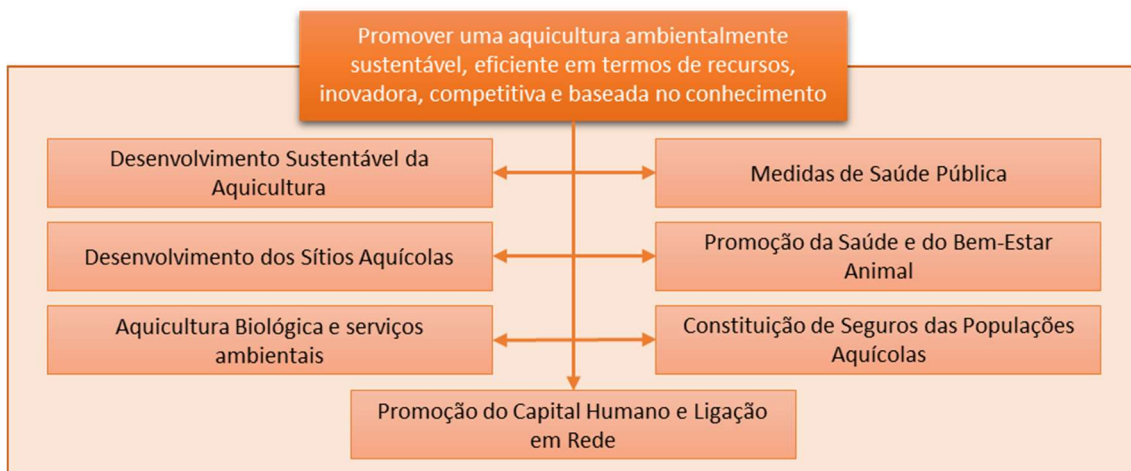 Promover uma aquicultura ambientalmente
sustentável, eficiente em termos de recursos,
inovadora, competitiva e baseada no conhecimento
Desenvolvimento Sustentável da
Aquicultura
Medidas de Saúde Pública
Desenvolvimento dos Sítios Aquícolas
Promoção da Saúde e do Bem-Estar
Animal
Aquicultura Biológica e serviços
ambientais
Constituição de Seguros das Populações
Aquícolas
Promoção do Capital Humano e Ligação
em Rede